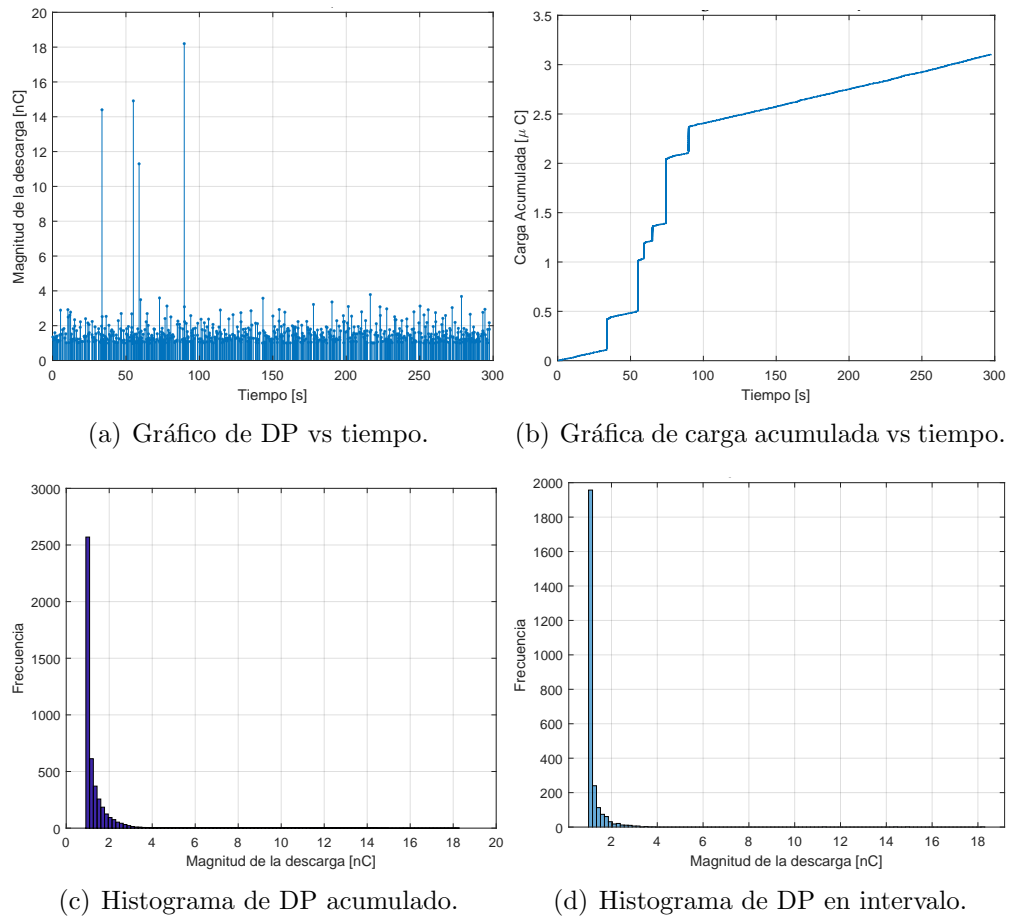 20
18
16
14
12
10
8
6
4
2
0
Magnitud de la descarga [nC]
0 50 100 150 200 250 300
Tiempo [s]
(a) Gráfico de DP vs tiempo.
3.5
3
2.5
2
1.5
1
0.5
0
Carga Acumulada [μ C]
0 50 100 150 200 250 300
Tiempo [s]
(b) Gráfica de carga acumulada vs tiempo.
3000
2500
2000
1500
1000
500
0
Frecuencia
0 2 4 6 8 10 12 14 16 18 20
Magnitud de la descarga [nC]
(c) Histograma de DP acumulado.
2000
1800
1600
1400
1200
1000
800
600
400
200
0
Frecuencia
2 4 6 8 10 12 14 16 18
Magnitud de la descarga [nC]
(d) Histograma de DP en intervalo.